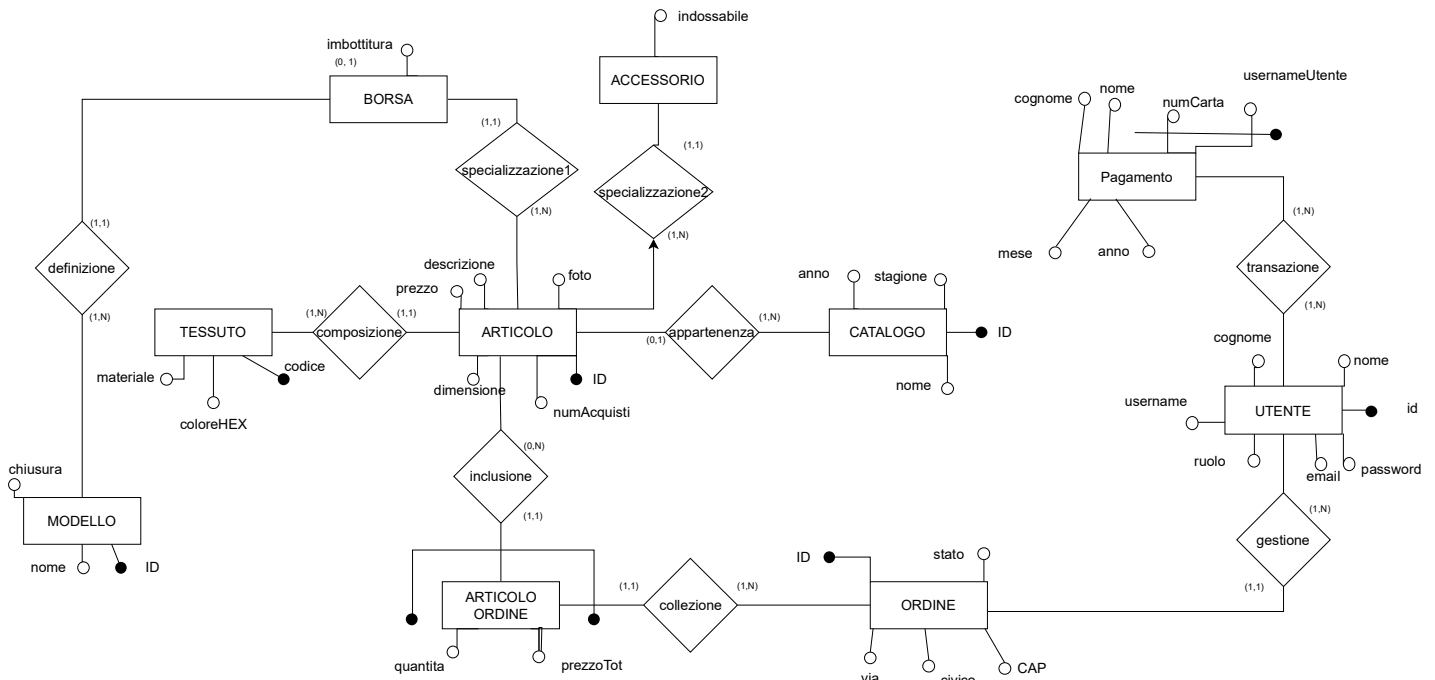 indossabile
imbottitura
(0, 1)
BORSA
ACCESSORIO
usernameUtente
cognome
nome
numCarta
Pagamento
(1,1)
specializzazione1
(1,N)
(1,1)
specializzazione2
(1,N)
mese
anno
(1,N)
transazione
(1,N)
(1,1)
definizione
(1,N)
descrizione
prezzo
foto
anno
stagione
TESSUTO
(1,N)
composizione
(1,1)
ARTICOLO
(0,1)
appartenenza
(1,N)
CATALOGO
ID
nome
materiale
codice
coloreHEX
dimensione
ID
numAcquisti
cognome
nome
username
UTENTE
id
ruolo
email
password
(0,N)
inclusione
(1,1)
chiusura
MODELLO
nome
ID
(1,N)
gestione
(1,1)
ID
stato
ARTICOLO
ORDINE
(1,1)
collezione
(1,N)
ORDINE
quantita
prezzoTot
via
civico
CAP